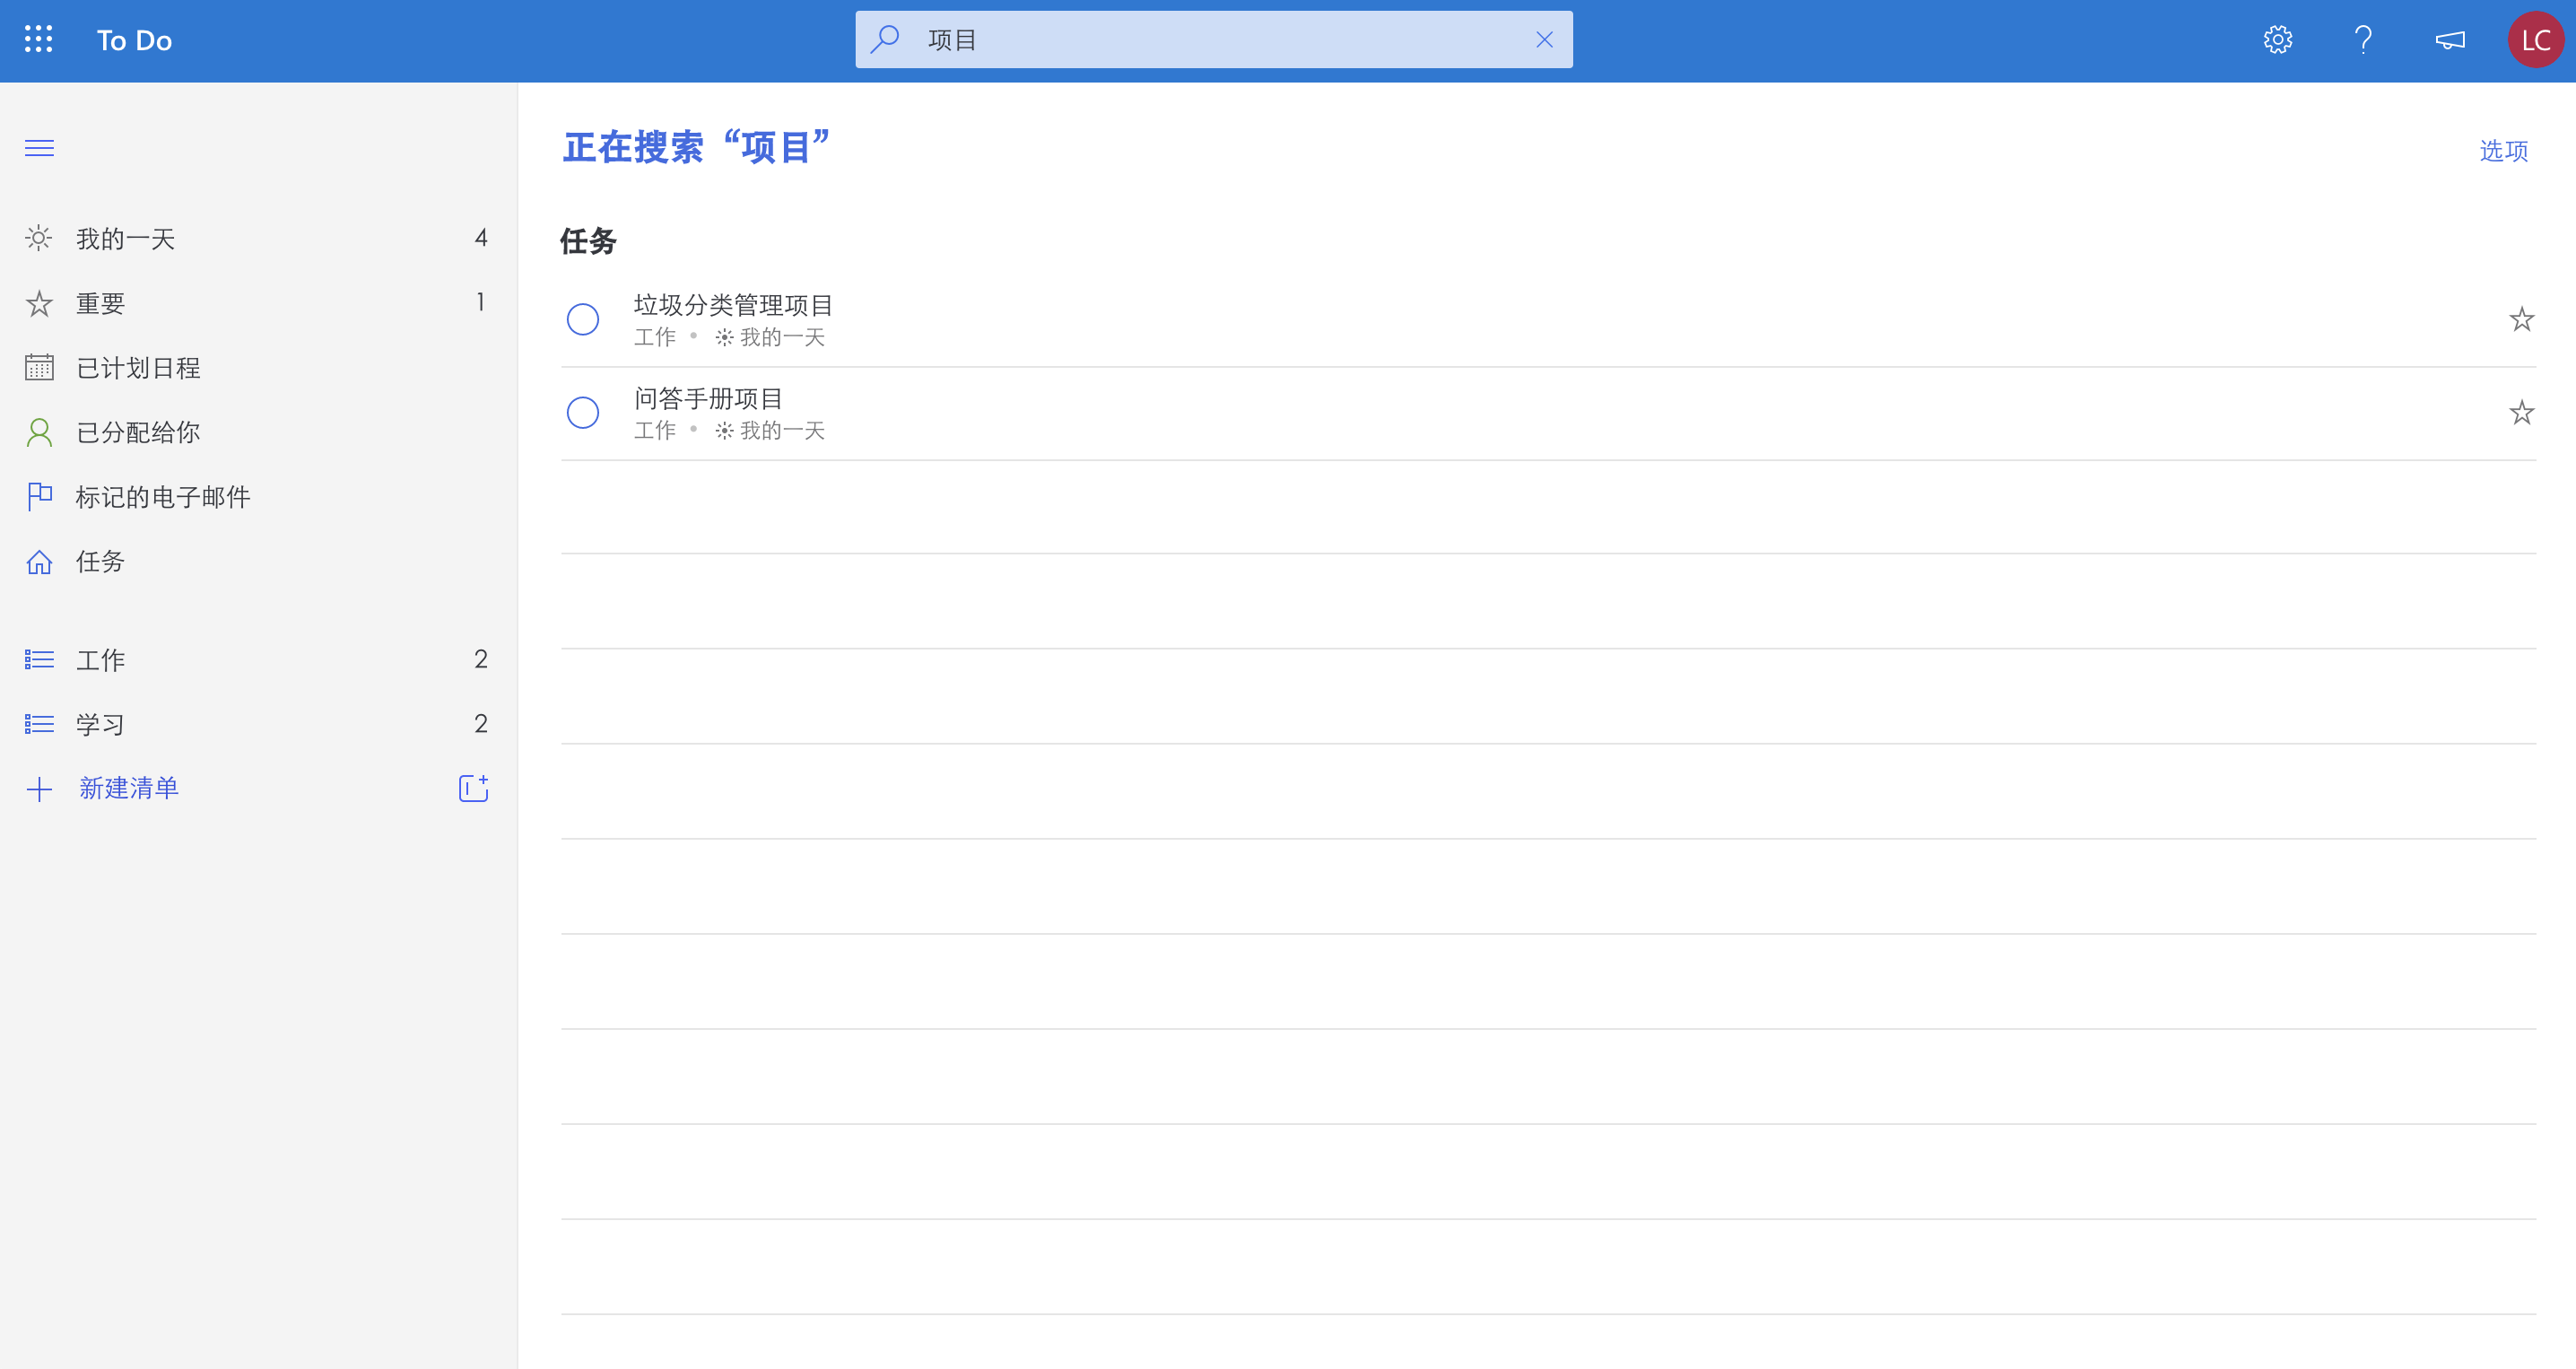 To Do
项目
LC
我的一天 4
重要 1
已计划日程
已分配给你
标记的电子邮件
任务
工作 2
学习 2
新建清单
正在搜索“项目”
选项
任务
垃圾分类管理项目
工作 • 我的一天
问答手册项目
工作 • 我的一天